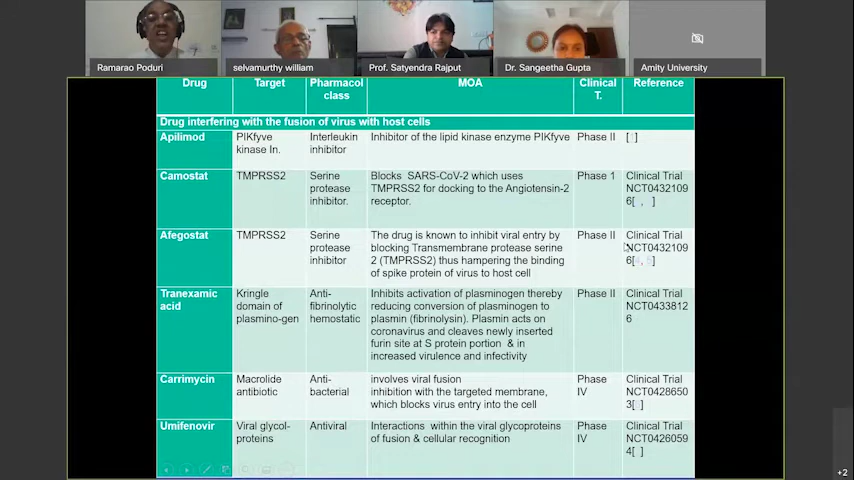 Ramarao Poduri
selvamurthy william
Prof. Satyendra Rajput
Dr. Sangeetha Gupta
Amity University
Drug
Target
Pharmacol
class
MOA
Clinical
T.
Reference
Drug interfering with the fusion of virus with host cells
Apilimod
PIKfyve
kinase In.
Interleukin
inhibitor
Inhibitor of the lipid kinase enzyme PIKfyve
Phase II
Camostat
TMPRSS2
Serine
protease
inhibitor.
Blocks SARS-CoV-2 which uses
TMPRSS2 for docking to the Angiotensin-2
receptor.
Phase 1
Clinical Trial
NCT0432109
6[ , ]
Afegostat
TMPRSS2
Serine
protease
inhibitor
The drug is known to inhibit viral entry by
blocking Transmembrane protease serine
2 (TMPRSS2) thus hampering the binding
of spike protein of virus to host cell
Phase II
Clinical Trial
NCT0432109
6[4, 5]
Tranexamic
acid
Kringle
domain of
plasmino-gen
Anti-
fibrinolytic
hemostatic
Inhibits activation of plasminogen thereby
reducing conversion of plasminogen to
plasmin (fibrinolysin). Plasmin acts on
coronavirus and cleaves newly inserted
furin site at S protein portion & in
increased virulence and infectivity
Phase II
Clinical Trial
NCT0433812
6
Carrimycin
Macrolide
antibiotic
Anti-
bacterial
involves viral fusion
inhibition with the targeted membrane,
which blocks virus entry into the cell
Phase
IV
Clinical Trial
NCT0428650
3[ ]
Umifenovir
Viral glycol-
proteins
Antiviral
Interactions within the viral glycoproteins
of fusion & cellular recognition
Phase
IV
Clinical Trial
NCT0426059
4[ ]
+2